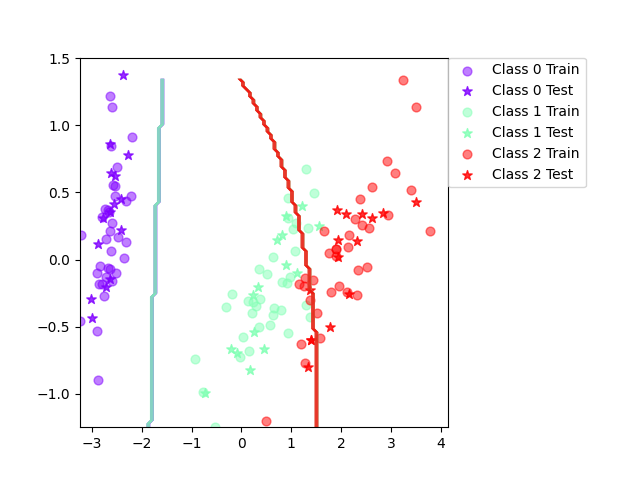 1.5
1.0
0.5
0.0
−0.5
−1.0
−3 −2 −1 0 1 2 3 4
Class 0 Train
Class 0 Test
Class 1 Train
Class 1 Test
Class 2 Train
Class 2 Test